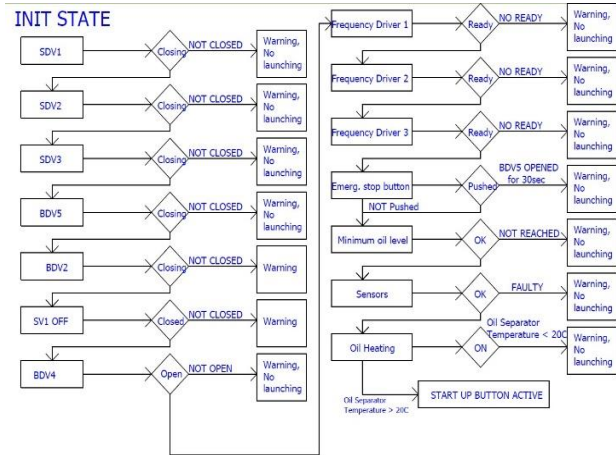 INIT STATE
SDV1
Closing
NOT CLOSED
Warning,
No
launching
SDV2
Closing
NOT CLOSED
Warning,
No
launching
SDV3
Closing
NOT CLOSED
Warning,
No
launching
BDV5
Closing
NOT CLOSED
Warning,
No
launching
BDV2
Closing
NOT CLOSED
Warning
SV1 OFF
Closed
NOT CLOSED
Warning
BDV4
Open
NOT OPEN
Warning,
No
launching
Frequency Driver 1
Ready
NO READY
Warning,
No
launching
Frequency Driver 2
Ready
NO READY
Warning,
No
launching
Frequency Driver 3
Ready
NO READY
Warning,
No
launching
Emerg. stop button
Pushed
BDV5 OPENED
for 30sec
Warning,
No
launching
NOT Pushed
Minimum oil level
OK
NOT REACHED
Warning,
No
launching
Sensors
OK
FAULTY
Warning,
No
launching
Oil Heating
ON
Oil Separator
Temperature < 20C
Warning,
No
launching
Oil Separator
Temperature > 20C
START UP BUTTON ACTIVE